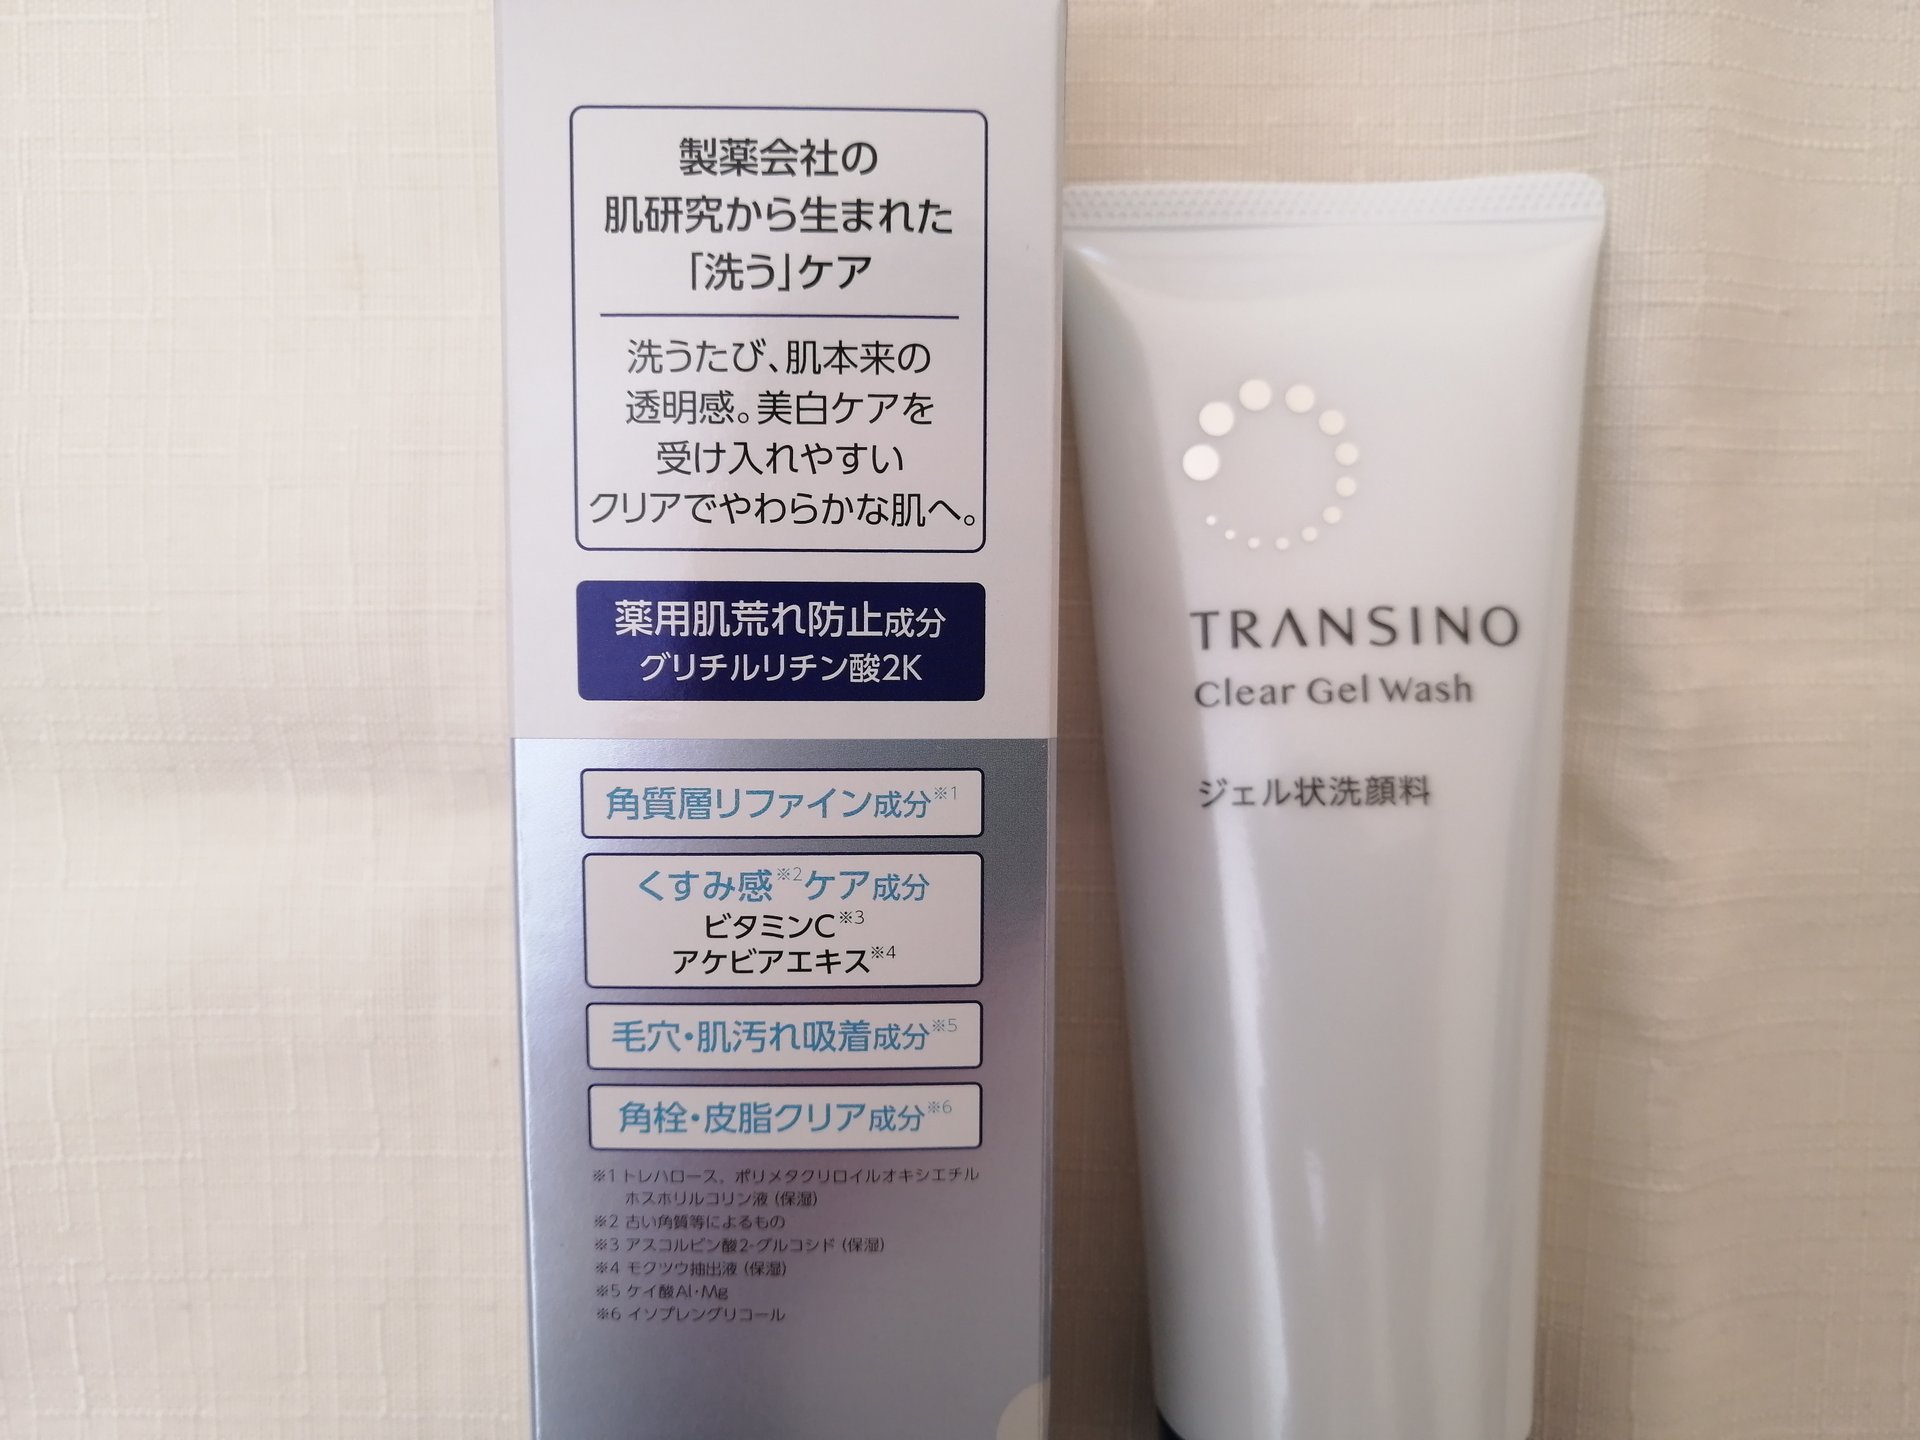 製薬会社の
肌研究から生まれた
「洗う」ケア
洗うたび、肌本来の
透明感。美白ケアを
受け入れやすい
クリアでやわらかな肌へ。
薬用肌荒れ防止成分
グリチルリチン酸2K
角質層リファイン成分※1
くすみ感※2ケア成分
ビタミンC※3
アケビアエキス※4
毛穴・肌汚れ吸着成分※5
角栓・皮脂クリア成分※6
※1 トレハロース、ポリメタクリロイルオキシエチル
ホスホリルコリン液(保湿)
※2 古い角質等によるもの
※3 アスコルビン酸2-グルコシド(保湿)
※4 モクツウ抽出液(保湿)
※5 ケイ酸Al・Mg
※6 イソプレングリコール
TRANSINO
Clear Gel Wash
ジェル状洗顔料